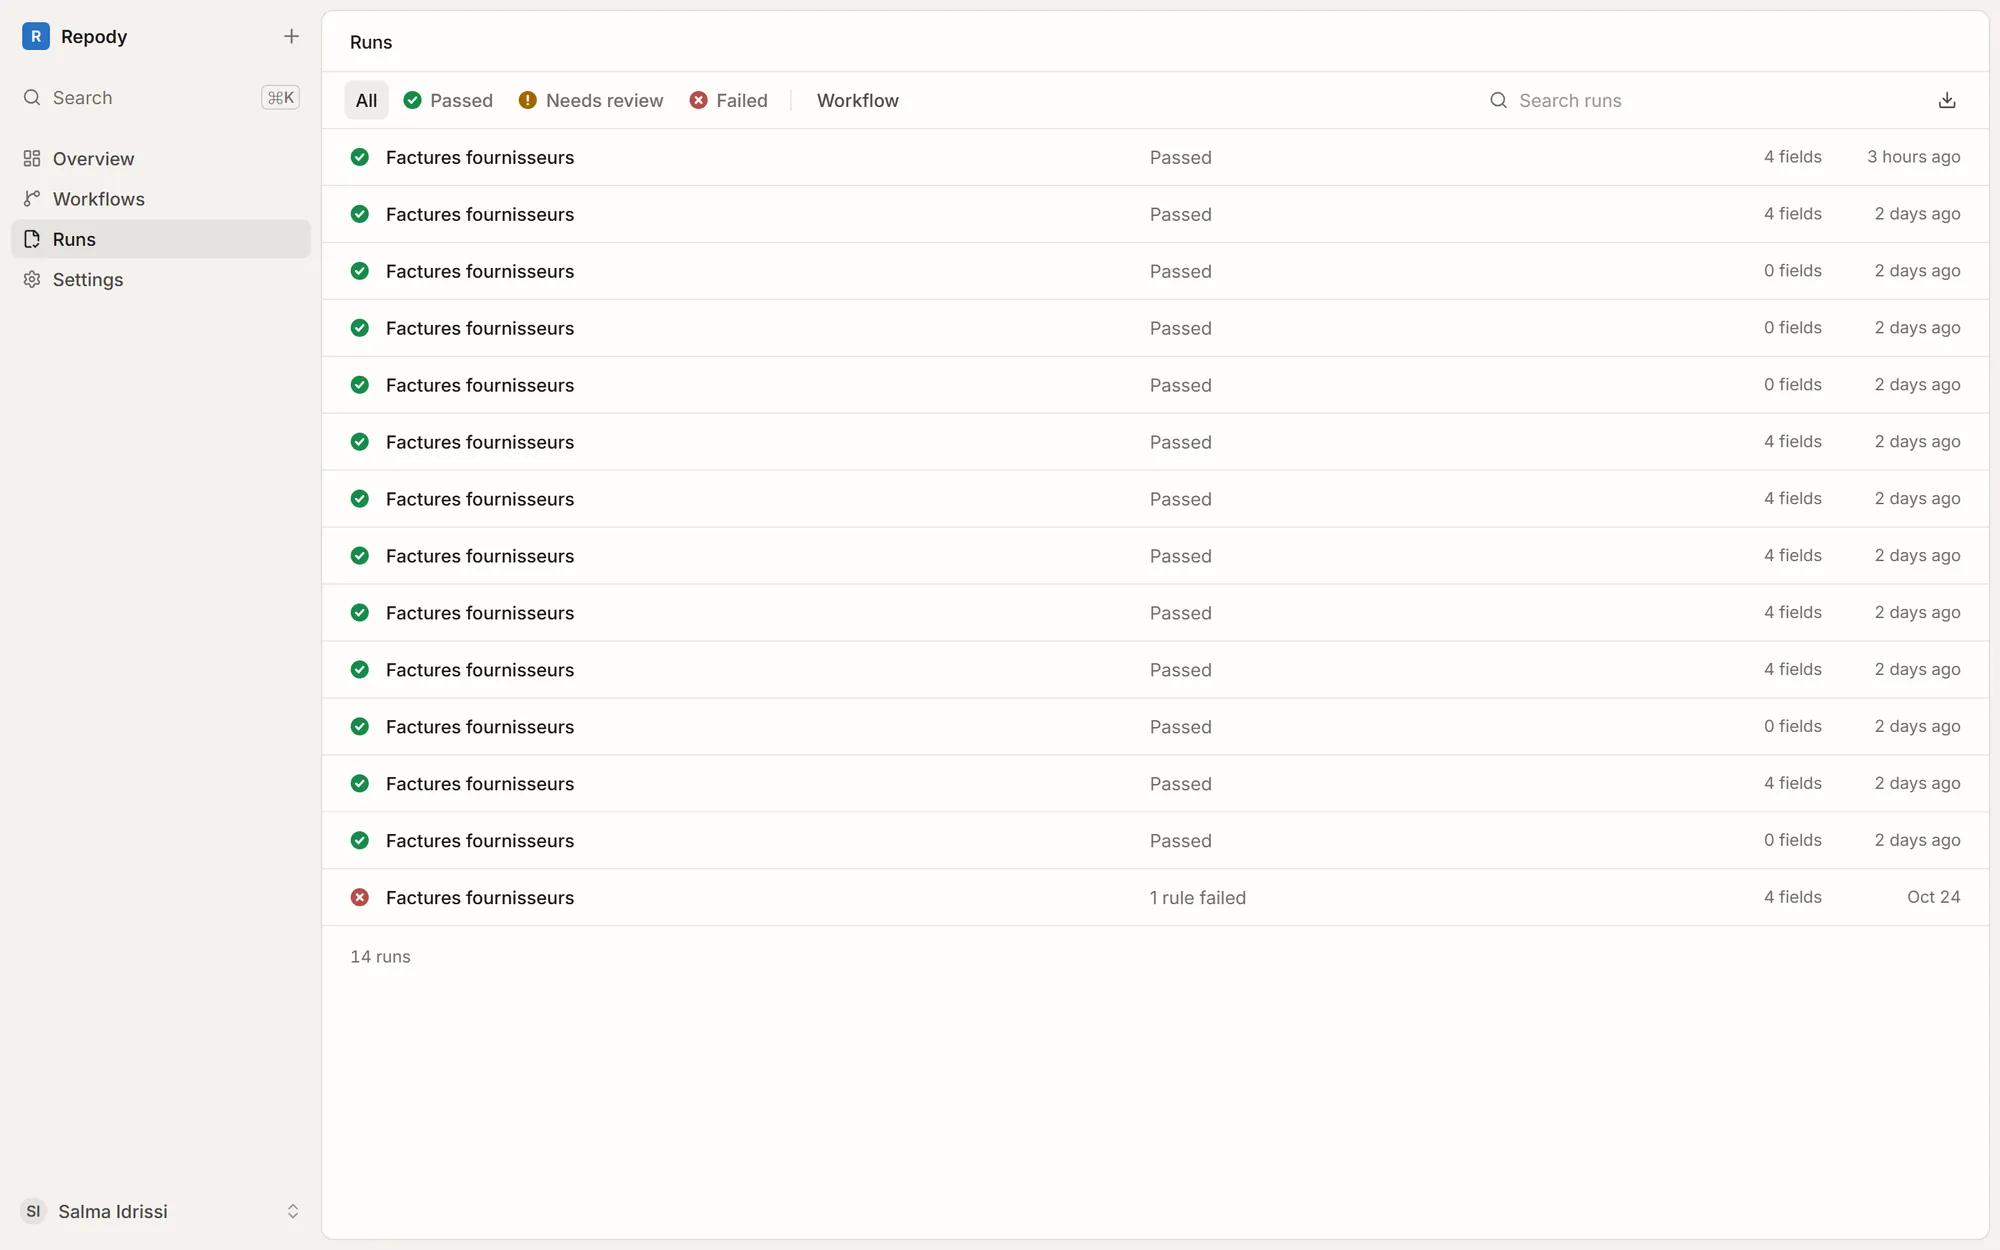 R Repody
Search ⌘K
Overview
Workflows
Runs
Settings
SI Salma Idrissi
Runs
All Passed Needs review Failed Workflow Search runs
Factures fournisseurs Passed 4 fields 3 hours ago
Factures fournisseurs Passed 4 fields 2 days ago
Factures fournisseurs Passed 0 fields 2 days ago
Factures fournisseurs Passed 0 fields 2 days ago
Factures fournisseurs Passed 0 fields 2 days ago
Factures fournisseurs Passed 4 fields 2 days ago
Factures fournisseurs Passed 4 fields 2 days ago
Factures fournisseurs Passed 4 fields 2 days ago
Factures fournisseurs Passed 4 fields 2 days ago
Factures fournisseurs Passed 4 fields 2 days ago
Factures fournisseurs Passed 0 fields 2 days ago
Factures fournisseurs Passed 4 fields 2 days ago
Factures fournisseurs Passed 0 fields 2 days ago
Factures fournisseurs 1 rule failed 4 fields Oct 24
14 runs